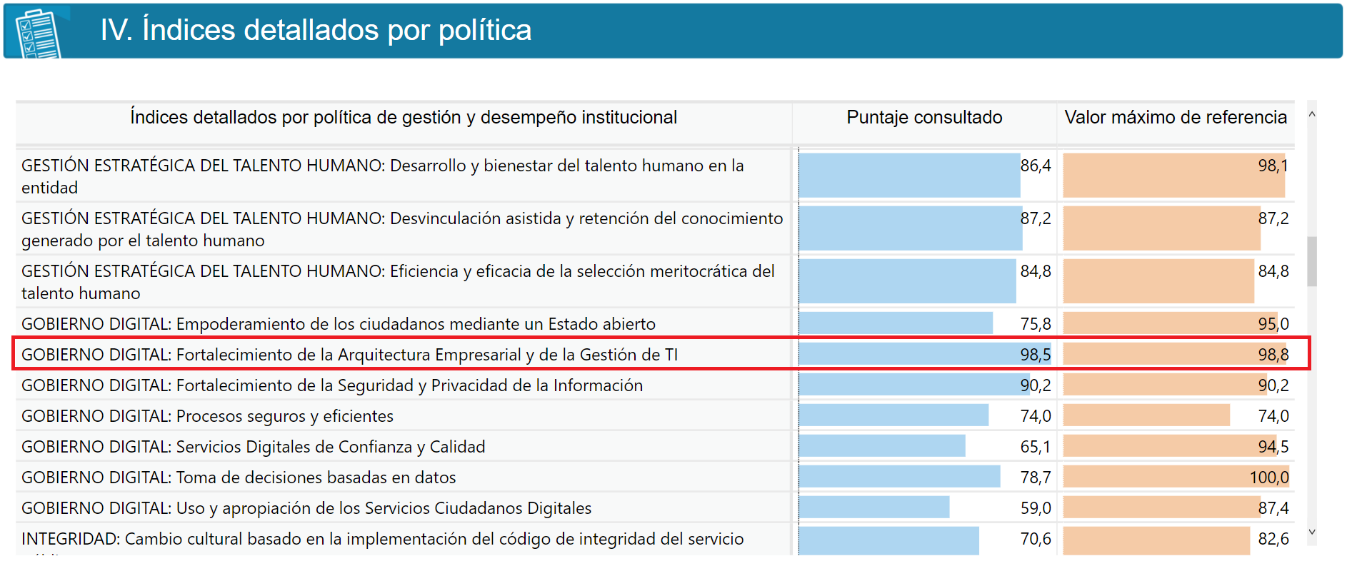 IV. Índices detallados por política
Índices detallados por política de gestión y desempeño institucional Puntaje consultado Valor máximo de referencia
GESTIÓN ESTRATÉGICA DEL TALENTO HUMANO: Desarrollo y bienestar del talento humano en la 86,4 98,1
entidad
GESTIÓN ESTRATÉGICA DEL TALENTO HUMANO: Desvinculación asistida y retención del conocimiento 87,2 87,2
generado por el talento humano
GESTIÓN ESTRATÉGICA DEL TALENTO HUMANO: Eficiencia y eficacia de la selección meritocrática del 84,8 84,8
talento humano
GOBIERNO DIGITAL: Empoderamiento de los ciudadanos mediante un Estado abierto 75,8 95,0
GOBIERNO DIGITAL: Fortalecimiento de la Arquitectura Empresarial y de la Gestión de TI 98,5 98,8
GOBIERNO DIGITAL: Fortalecimiento de la Seguridad y Privacidad de la Información 90,2 90,2
GOBIERNO DIGITAL: Procesos seguros y eficientes 74,0 74,0
GOBIERNO DIGITAL: Servicios Digitales de Confianza y Calidad 65,1 94,5
GOBIERNO DIGITAL: Toma de decisiones basadas en datos 78,7 100,0
GOBIERNO DIGITAL: Uso y apropiación de los Servicios Ciudadanos Digitales 59,0 87,4
INTEGRIDAD: Cambio cultural basado en la implementación del código de integridad del servicio 70,6 82,6